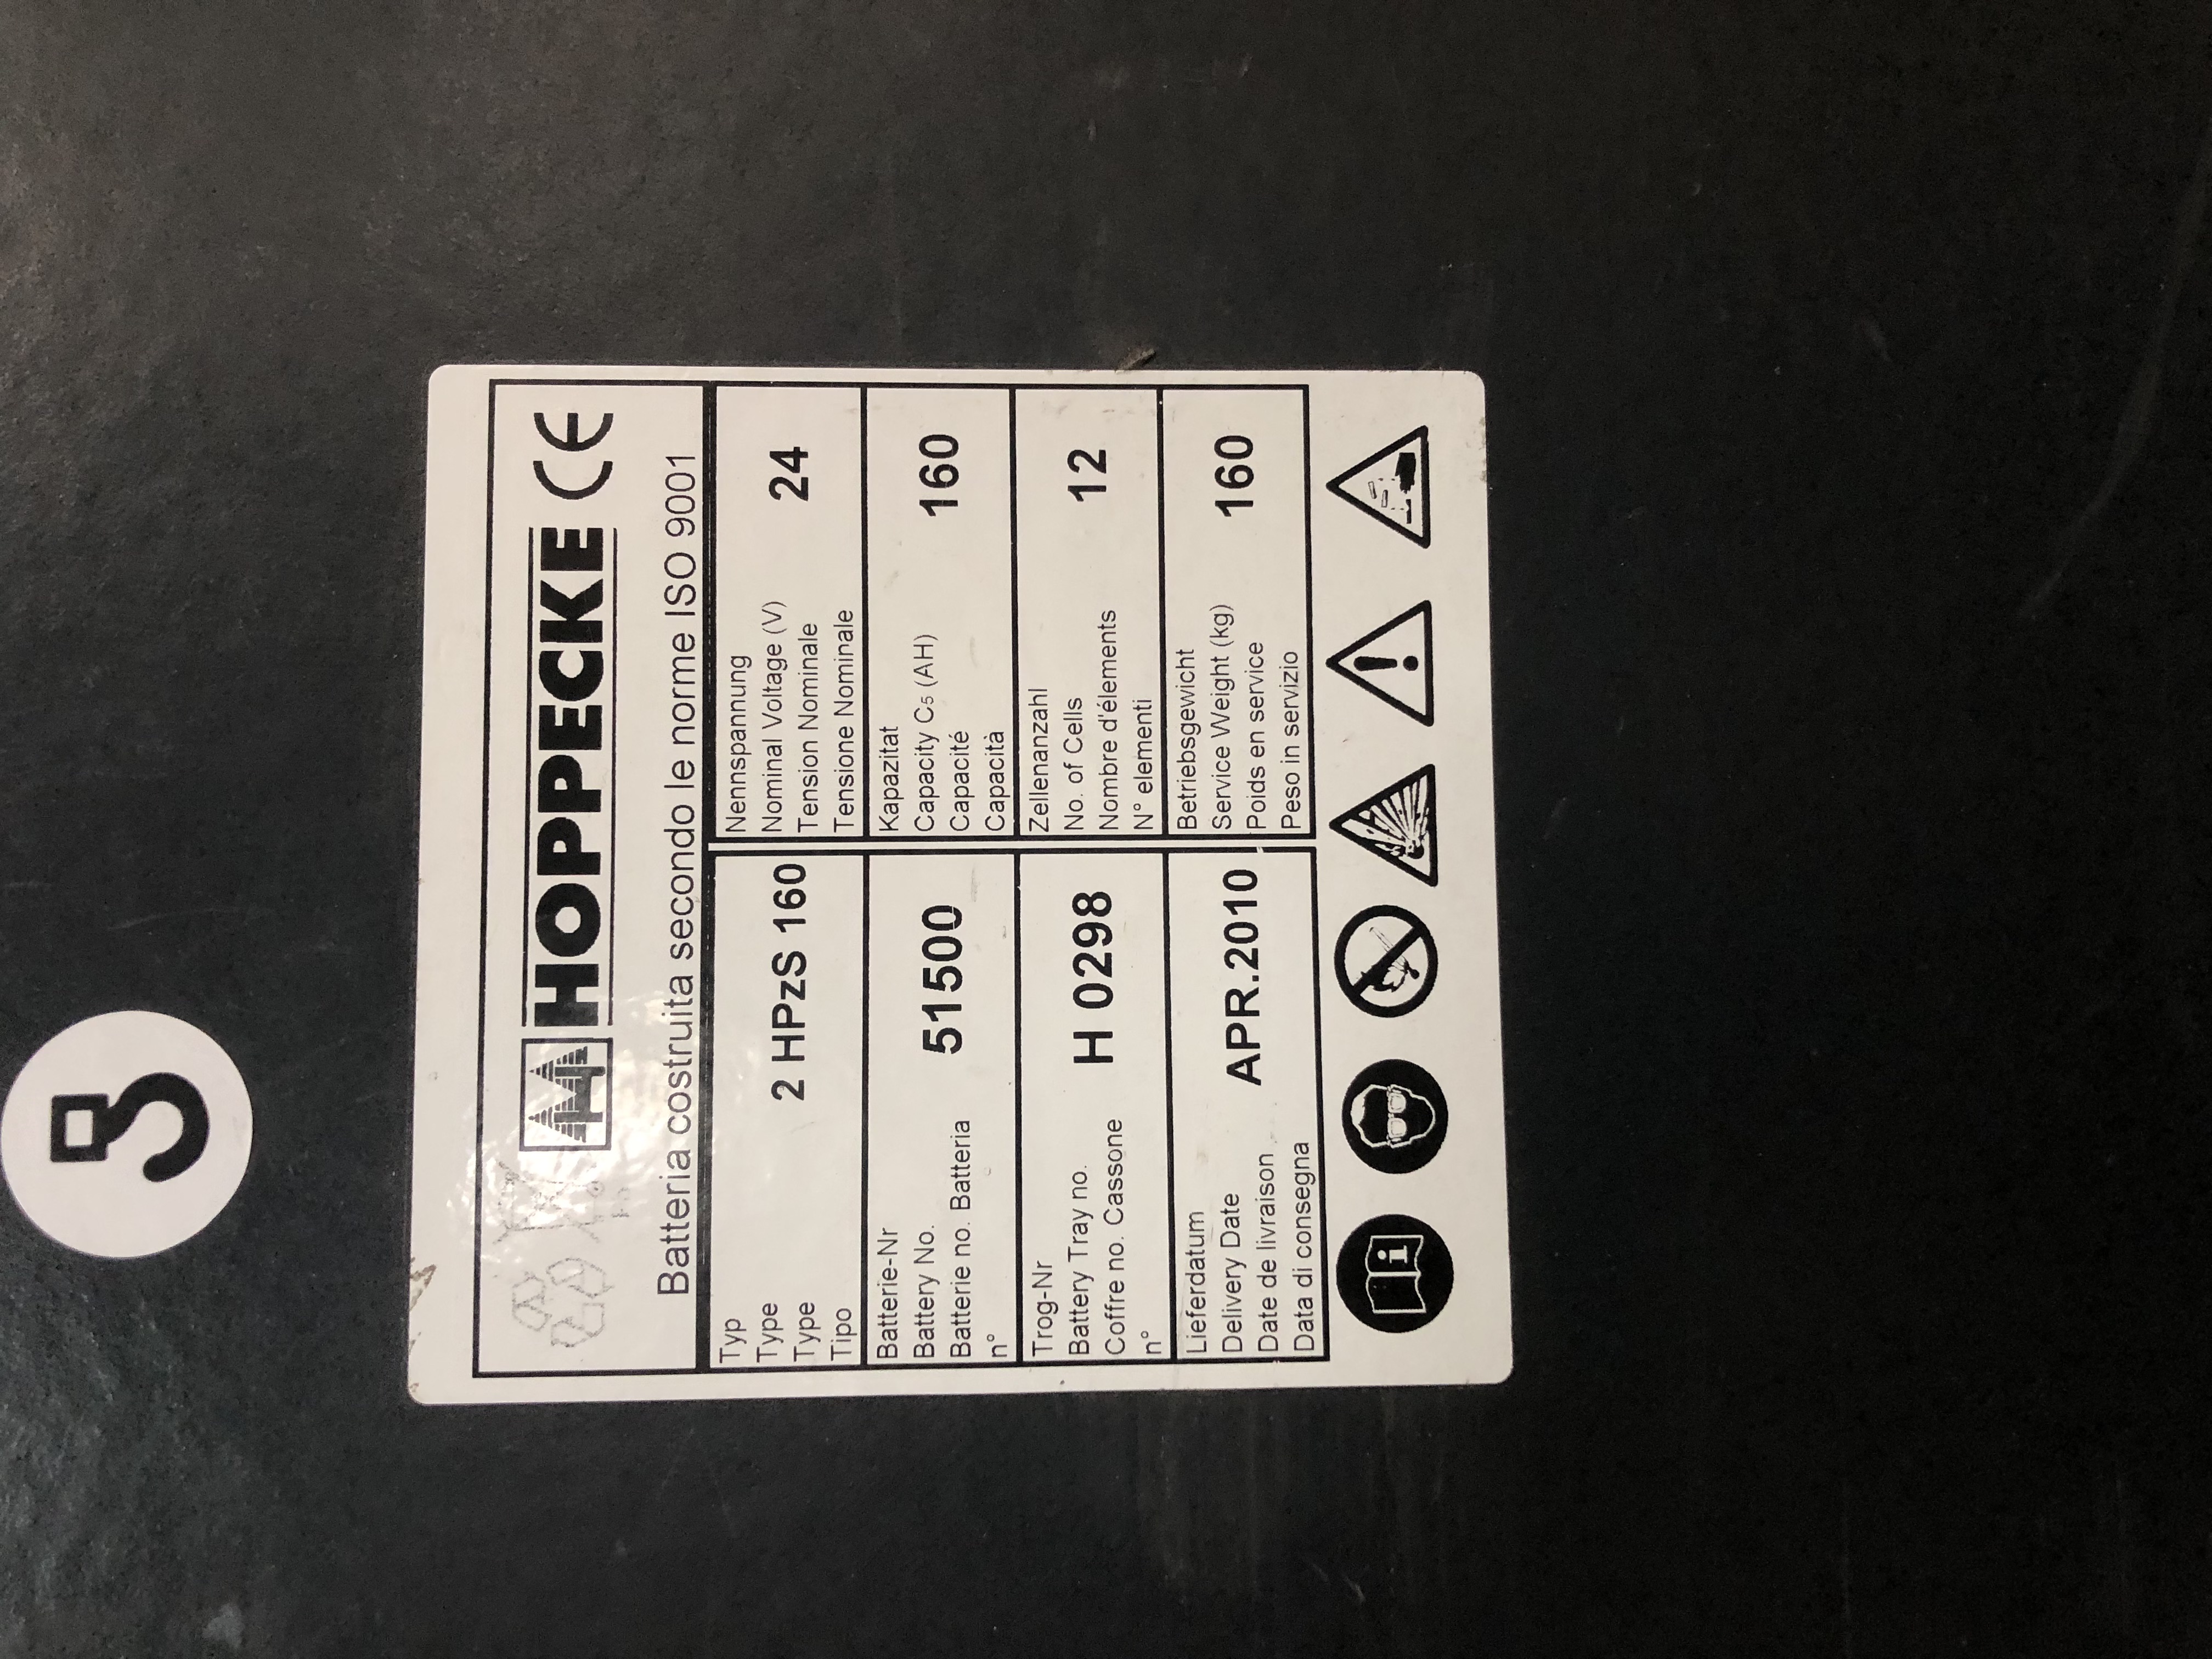 HOPPECKE CE
Batteria costruita secondo le norme ISO 9001
Typ
Type
Type
Tipo
2 HPzS 160
Nennspannung
Nominal Voltage (V)
Tension Nominale
Tensione Nominale
24
Batterie-Nr
Battery No.
Batterie no. Batteria
n°
51500
Kapazitat
Capacity C5 (AH)
Capacité
Capacità
160
Trog-Nr
Battery Tray no.
Coffre no. Cassone
n°
H 0298
Zellenanzahl
No. of Cells
Nombre d'élements
N° elementi
12
Lieferdatum
Delivery Date
Date de livraison
Data di consegna
APR.2010
Betriebsgewicht
Service Weight (kg)
Poids en service
Peso in servizio
160